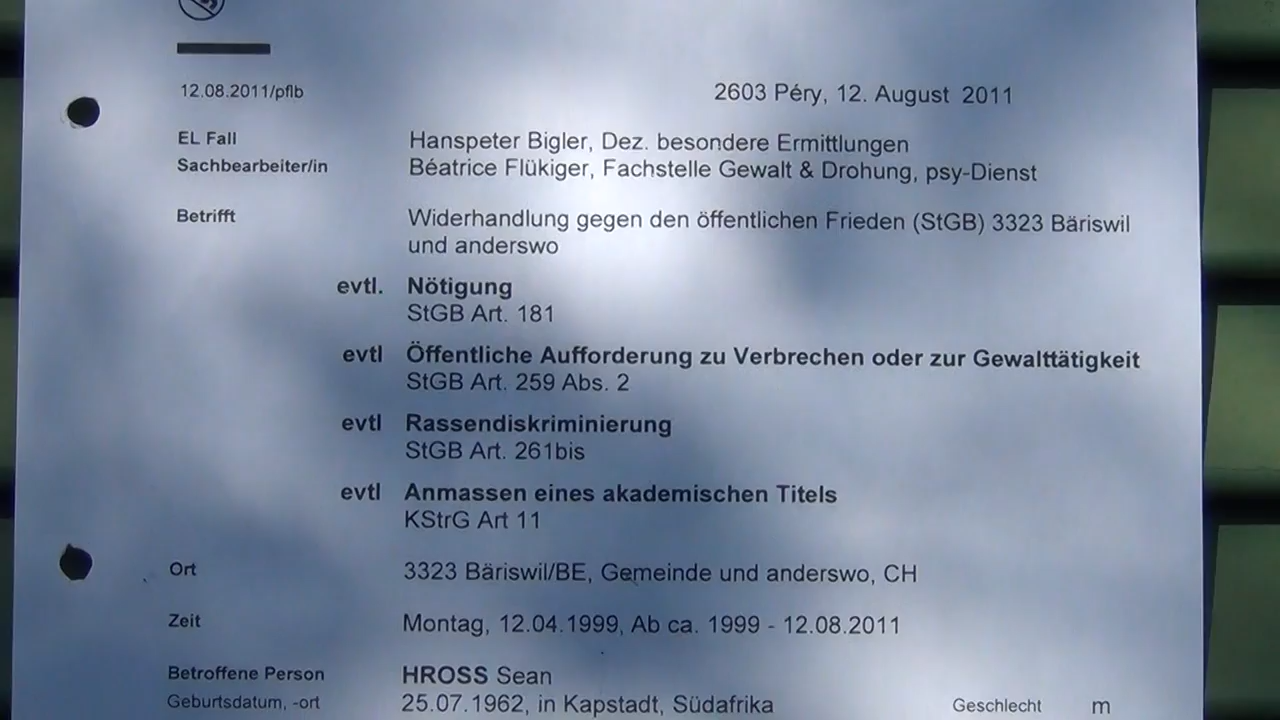 12.08.2011/pflb 2603 Péry, 12. August 2011
EL Fall Hanspeter Bigler, Dez. besondere Ermittlungen
Sachbearbeiter/in Béatrice Flükiger, Fachstelle Gewalt & Drohung, psy-Dienst
Betrifft Widerhandlung gegen den öffentlichen Frieden (StGB) 3323 Bäriswil
und anderswo
evtl. Nötigung
StGB Art. 181
evtl Öffentliche Aufforderung zu Verbrechen oder zur Gewalttätigkeit
StGB Art. 259 Abs. 2
evtl Rassendiskriminierung
StGB Art. 261bis
evtl Anmassen eines akademischen Titels
KStrG Art 11
Ort 3323 Bäriswil/BE, Gemeinde und anderswo, CH
Zeit Montag, 12.04.1999, Ab ca. 1999 - 12.08.2011
Betroffene Person HROSS Sean
Geburtsdatum, -ort 25.07.1962, in Kapstadt, Südafrika Geschlecht m